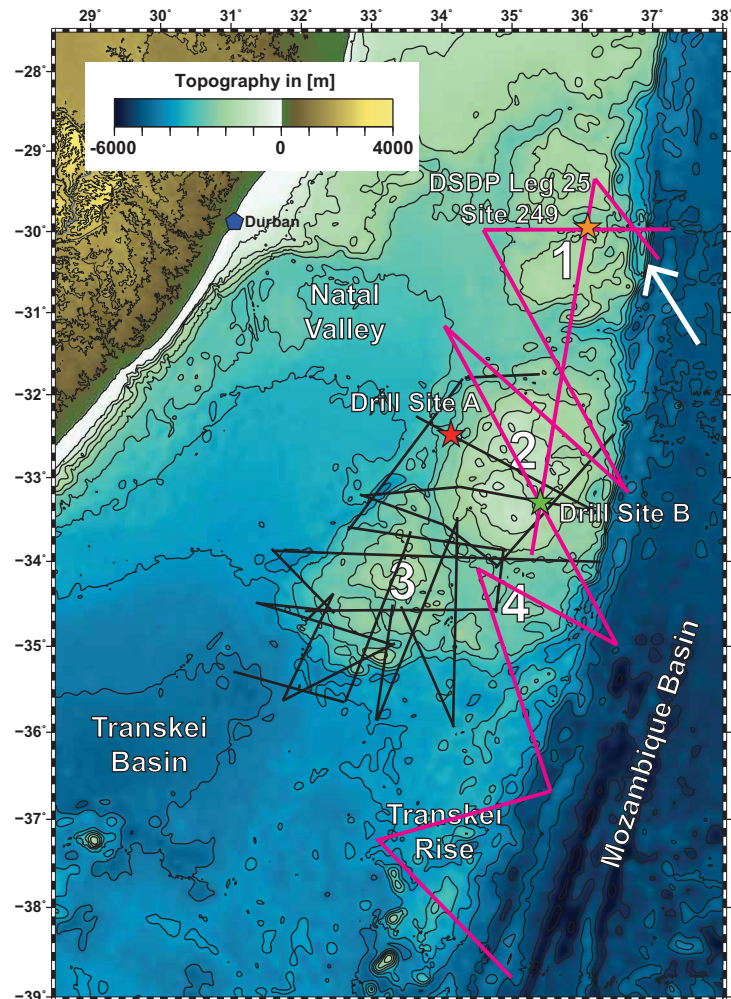 29° 30° 31° 32° 33° 34° 35° 36° 37° 38°
−28°
−29°
−30°
−31°
−32°
−33°
−34°
−35°
−36°
−37°
−38°
−39°
Topography in [m]
-6000 0 4000
DSDP Leg 25
Site 249
Durban
1
Natal
Valley
Drill Site A
2
Drill Site B
3
4
Transkei
Basin
Mozambique Basin
Transkei
Rise